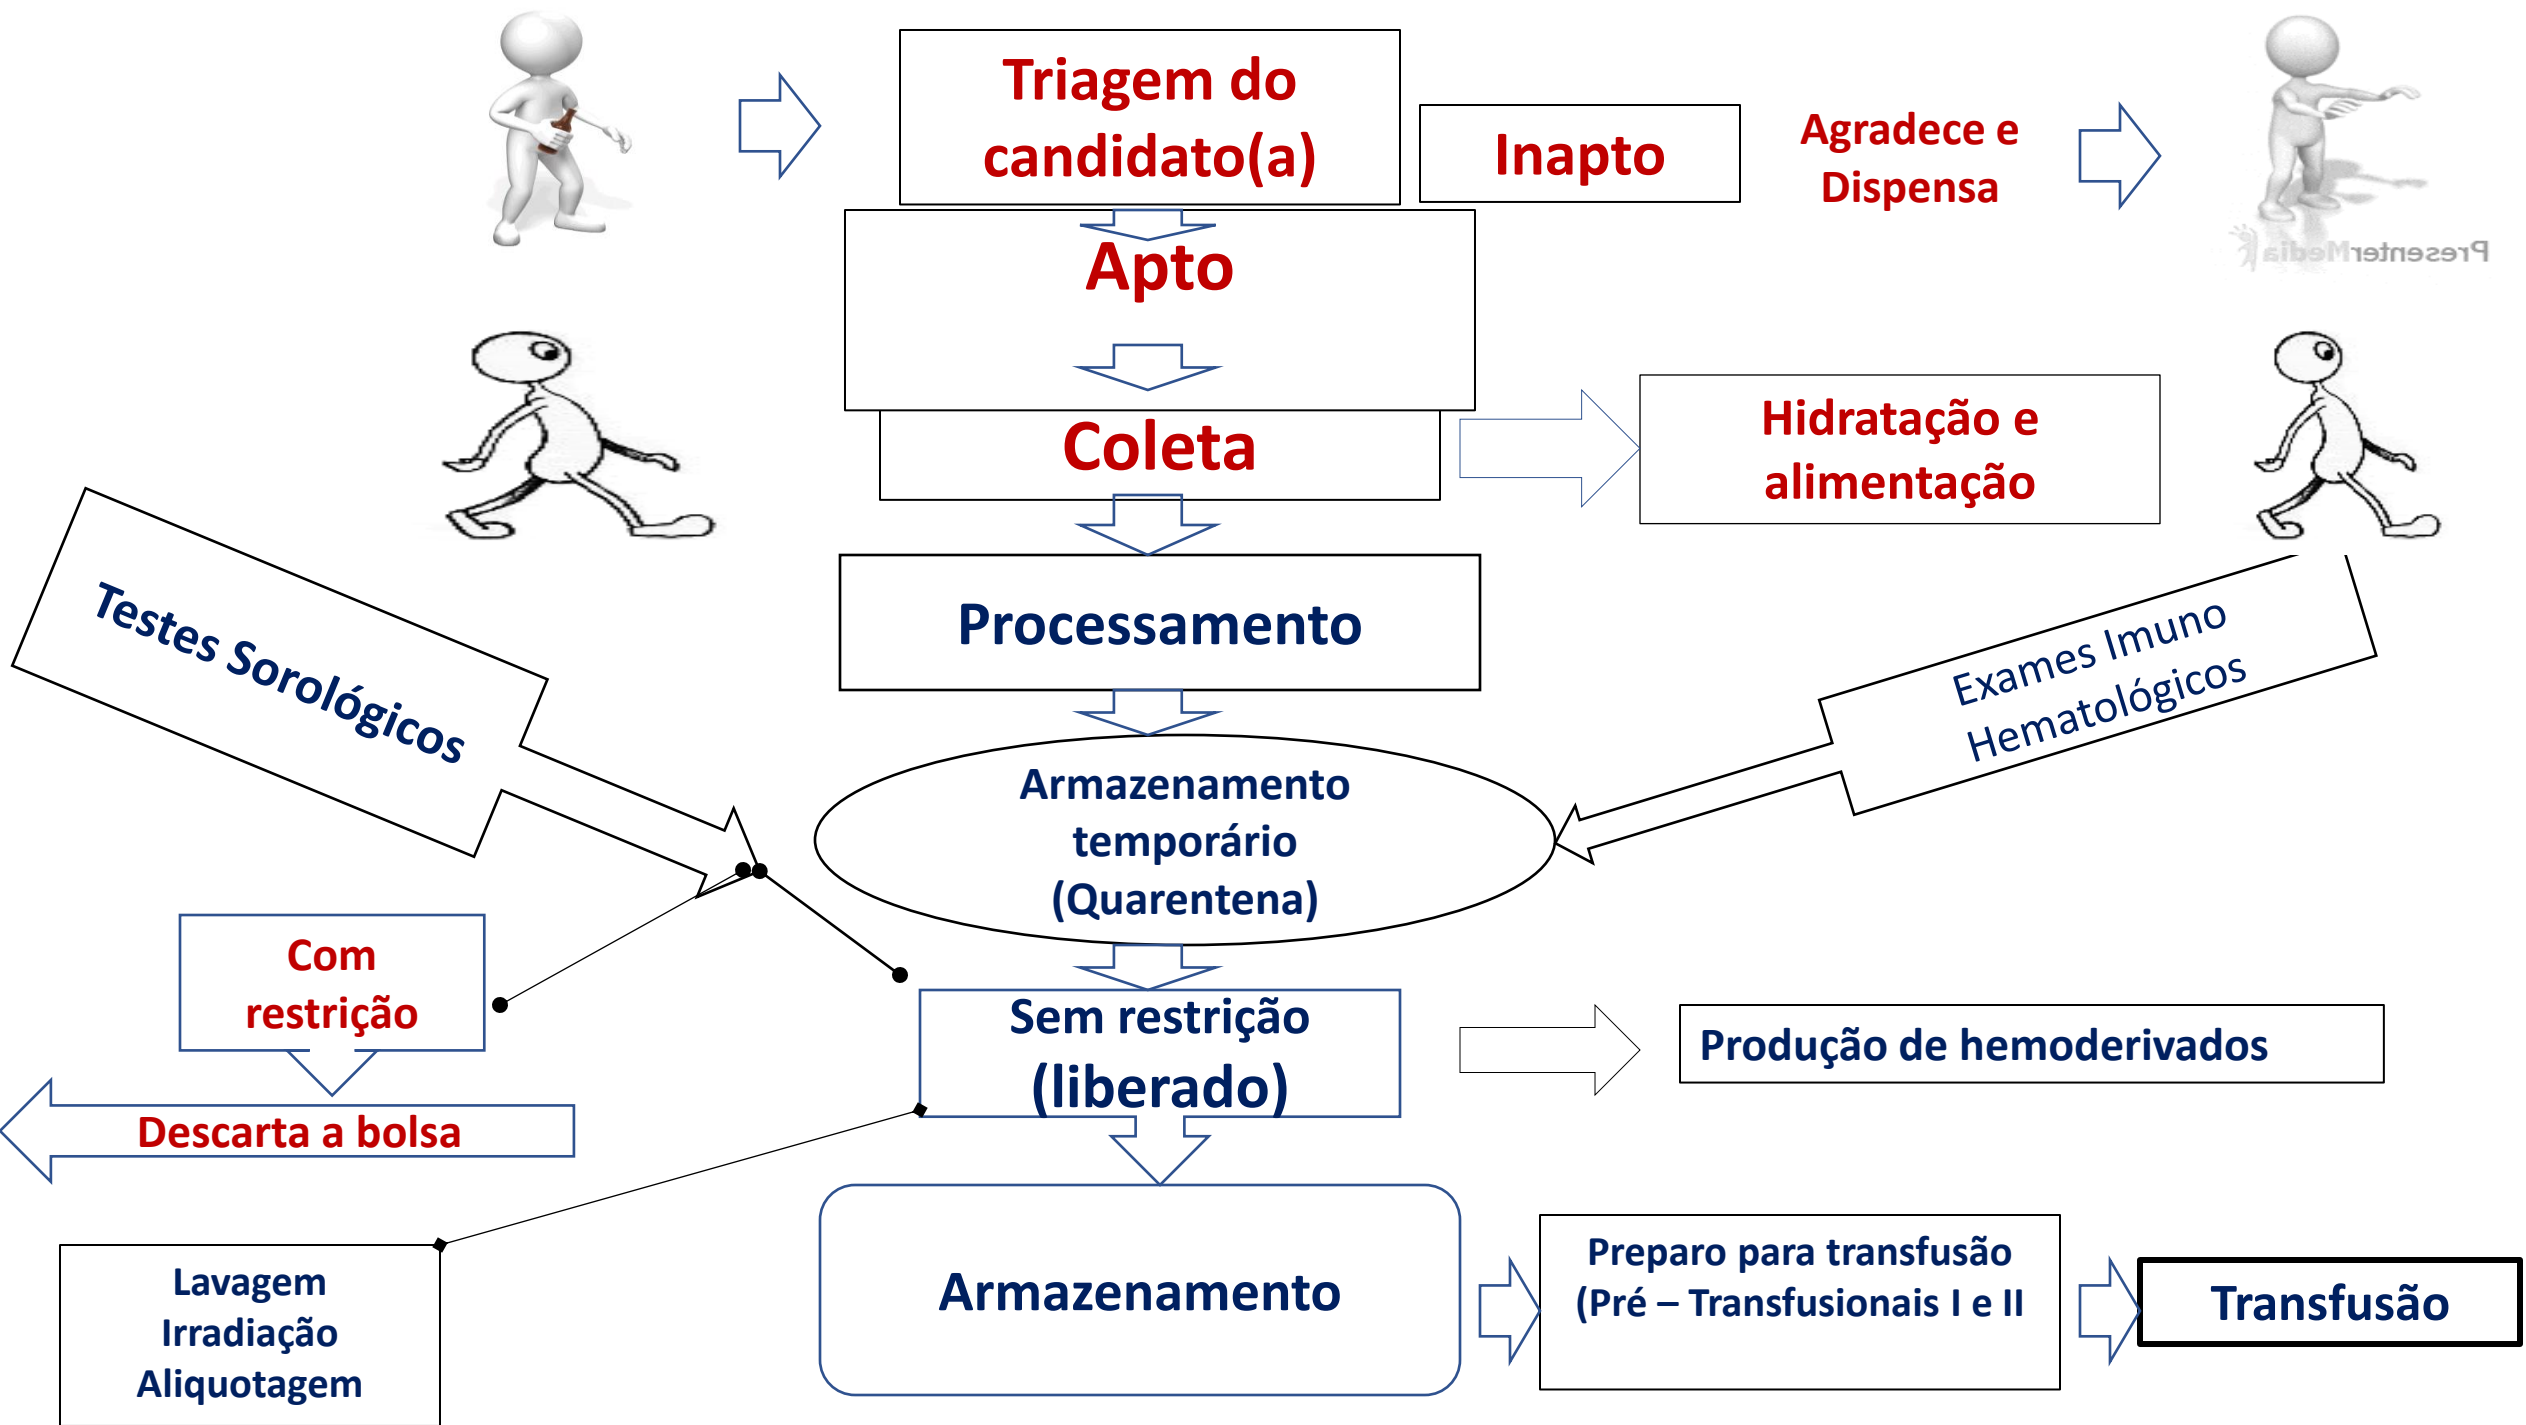 Triagem do
candidato(a)
Inapto
Agradece e
Dispensa
PresenterMedia
Apto
Coleta
Hidratação e
alimentação
Processamento
Testes Sorológicos
Exames Imuno
Hematológicos
Armazenamento
temporário
(Quarentena)
Com
restrição
Sem restrição
(liberado)
Produção de hemoderivados
Descarta a bolsa
Lavagem
Irradiação
Aliquotagem
Armazenamento
Preparo para transfusão
(Pré – Transfusionais I e II
Transfusão